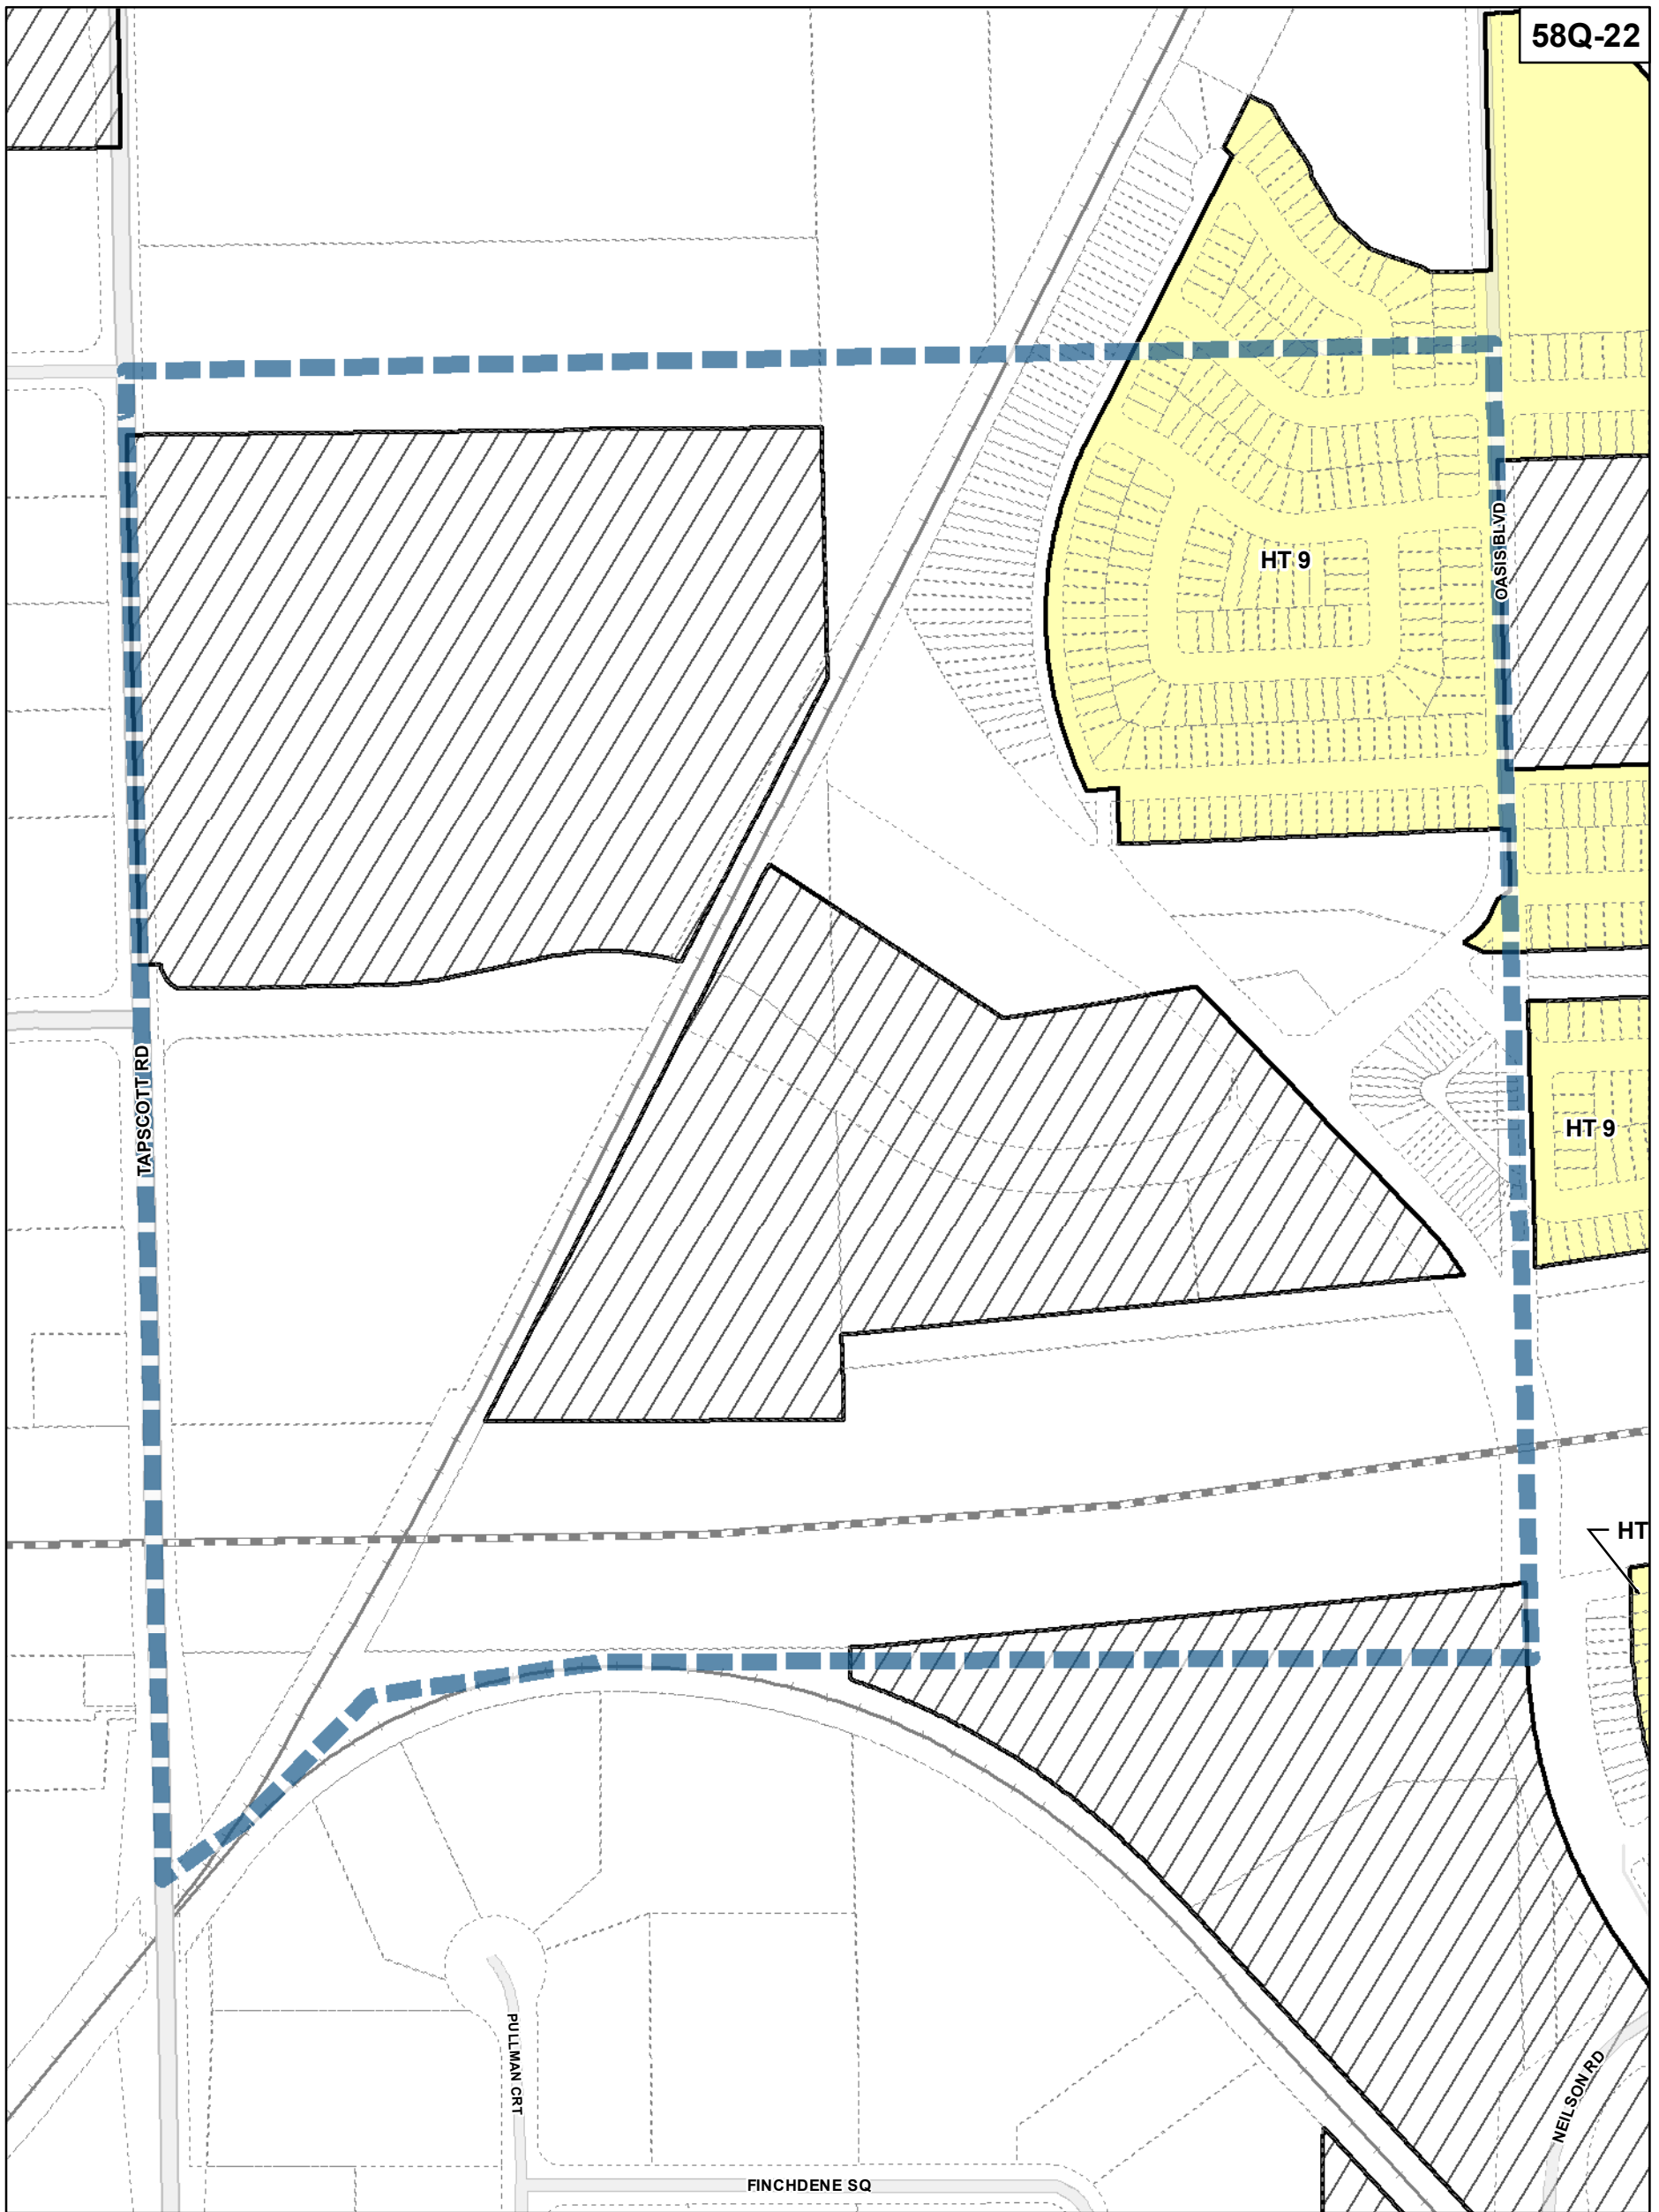 58Q-22
OASIS BLVD
HT 9
TAPSCOTT RD
HT 9
HT
PULLMAN CRT
NEILSON RD
FINCHDENE SQ